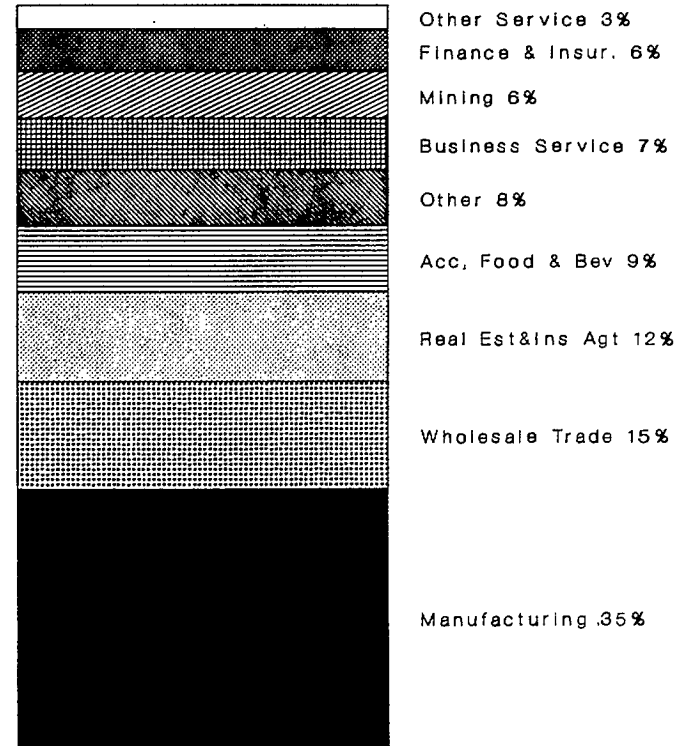 Other Service 3%
Finance & Insur. 6%
Mining 6%
Business Service 7%
Other 8%
Acc, Food & Bev 9%
Real Est&Ins Agt 12%
Wholesale Trade 15%
Manufacturing 35%